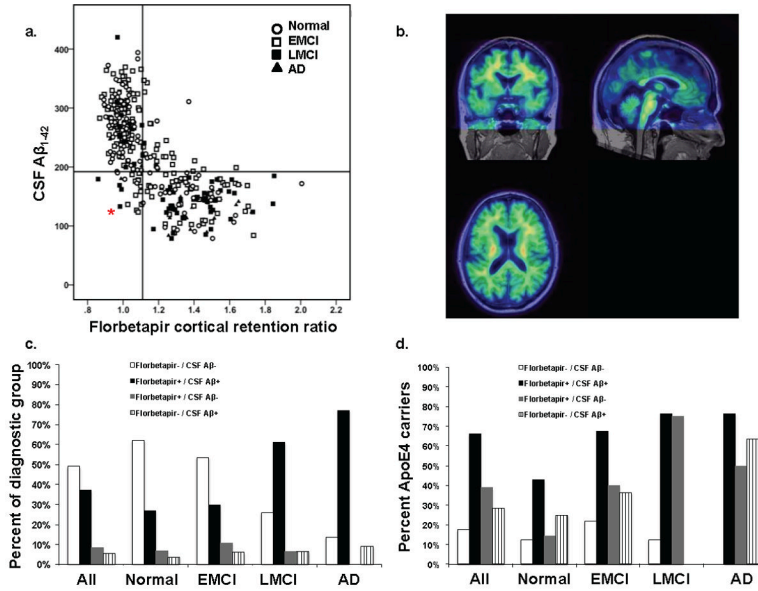 a.
Normal
EMCI
LMCI
AD
CSF Aβ1-42
400
300
200
100
0
*
.8 1.0 1.2 1.4 1.6 1.8 2.0 2.2
Florbetapir cortical retention ratio
b.
c.
Florbetapir- / CSF Aβ-
Florbetapir+ / CSF Aβ+
Florbetapir+ / CSF Aβ-
Florbetapir- / CSF Aβ+
Percent of diagnostic group
100%
90%
80%
70%
60%
50%
40%
30%
20%
10%
0%
All Normal EMCI LMCI AD
d.
Florbetapir- / CSF Aβ-
Florbetapir+ / CSF Aβ+
Florbetapir+ / CSF Aβ-
Florbetapir- / CSF Aβ+
Percent ApoE4 carriers
100%
90%
80%
70%
60%
50%
40%
30%
20%
10%
0%
All Normal EMCI LMCI AD